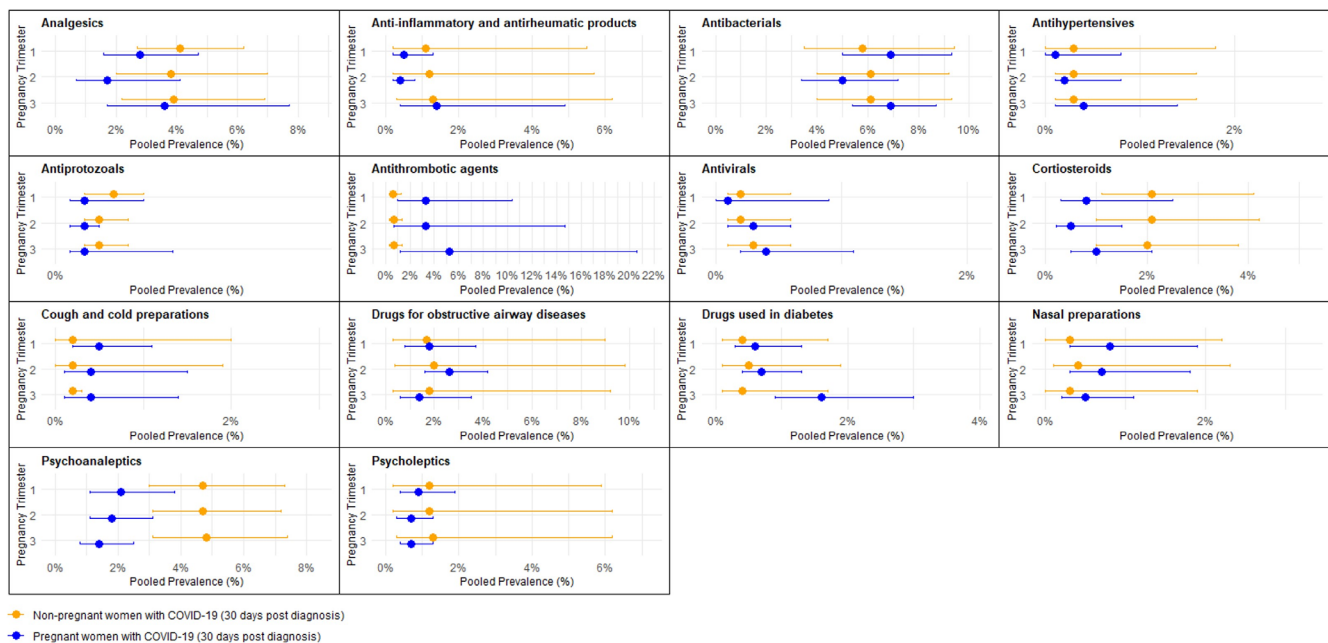 Analgesics
Pregnancy Trimester
1
2
3
0% 2% 4% 6% 8%
Pooled Prevalence (%)
Anti-inflammatory and antirheumatic products
Pregnancy Trimester
1
2
3
0% 2% 4% 6%
Pooled Prevalence (%)
Antibacterials
Pregnancy Trimester
1
2
3
0% 2% 4% 6% 8% 10%
Pooled Prevalence (%)
Antihypertensives
Pregnancy Trimester
1
2
3
0% 2%
Pooled Prevalence (%)
Antiprotozoals
Pregnancy Trimester
1
2
3
0%
Pooled Prevalence (%)
Antithrombotic agents
Pregnancy Trimester
1
2
3
0% 2% 4% 6% 8% 10% 12% 14% 16% 18% 20% 22%
Pooled Prevalence (%)
Antivirals
Pregnancy Trimester
1
2
3
0% 2%
Pooled Prevalence (%)
Cortiosteroids
Pregnancy Trimester
1
2
3
0% 2% 4%
Pooled Prevalence (%)
Cough and cold preparations
Pregnancy Trimester
1
2
3
0% 2%
Pooled Prevalence (%)
Drugs for obstructive airway diseases
Pregnancy Trimester
1
2
3
0% 2% 4% 6% 8% 10%
Pooled Prevalence (%)
Drugs used in diabetes
Pregnancy Trimester
1
2
3
0% 2% 4%
Pooled Prevalence (%)
Nasal preparations
Pregnancy Trimester
1
2
3
0% 2%
Pooled Prevalence (%)
Psychoanaleptics
Pregnancy Trimester
1
2
3
0% 2% 4% 6% 8%
Pooled Prevalence (%)
Psycholeptics
Pregnancy Trimester
1
2
3
0% 2% 4% 6%
Pooled Prevalence (%)
Non-pregnant women with COVID-19 (30 days post diagnosis)
Pregnant women with COVID-19 (30 days post diagnosis)